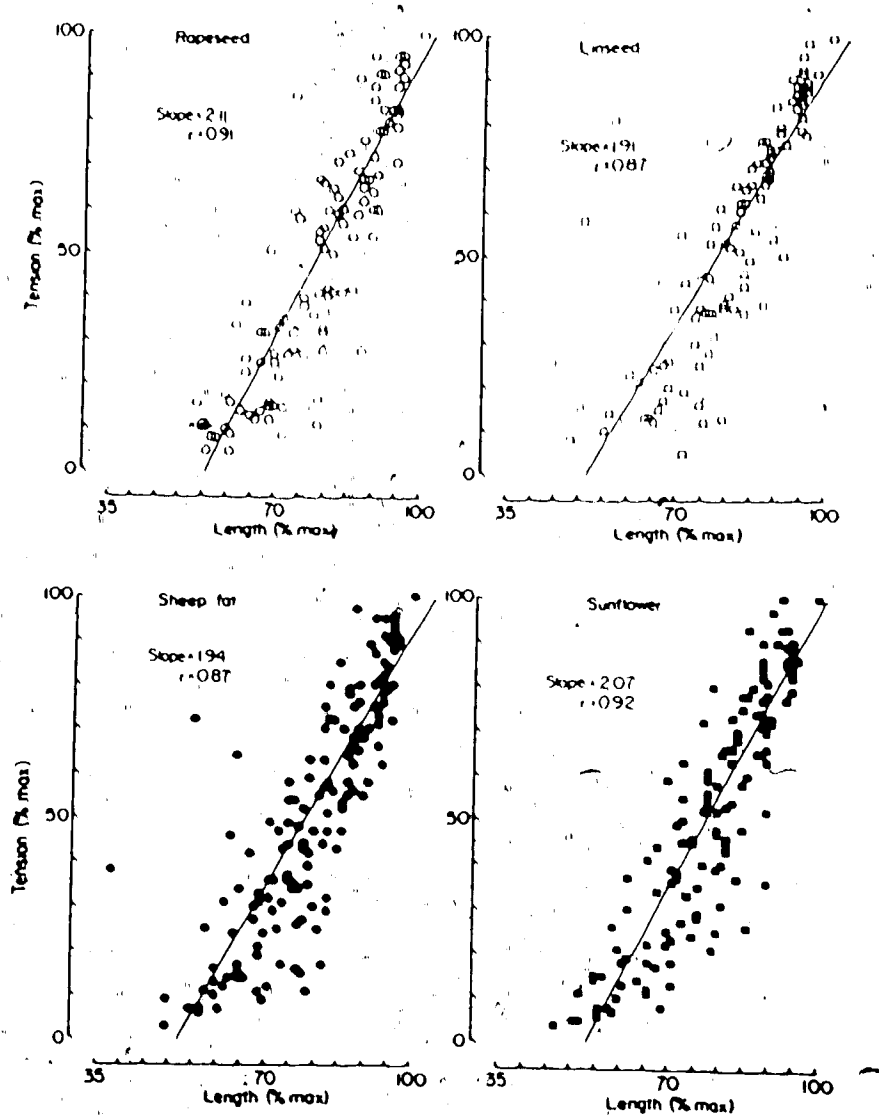 Rapeseed
Slope=2.11
r=0.91
100
50
0
Tension (% max)
35 70 100
Length (% max)
Linseed
Slope=1.91
r=0.87
100
50
0
35 70 100
Length (% max)
Sheep fat
Slope=1.94
r=0.87
100
50
0
Tension (% max)
35 70 100
Length (% max)
Sunflower
Slope=2.07
r=0.92
100
50
0
35 70 100
Length (% max)